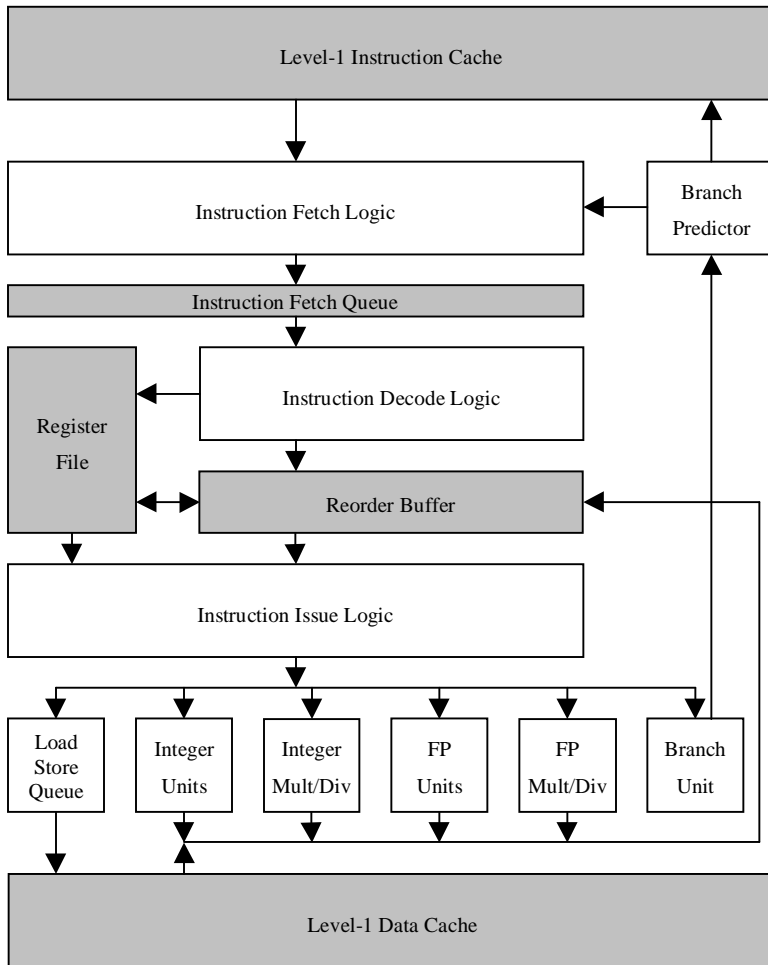 Level-1 Instruction Cache
Instruction Fetch Logic
Branch
Predictor
Instruction Fetch Queue
Instruction Decode Logic
Register
File
Reorder Buffer
Instruction Issue Logic
Load
Store
Queue
Integer
Units
Integer
Mult/Div
FP
Units
FP
Mult/Div
Branch
Unit
Level-1 Data Cache